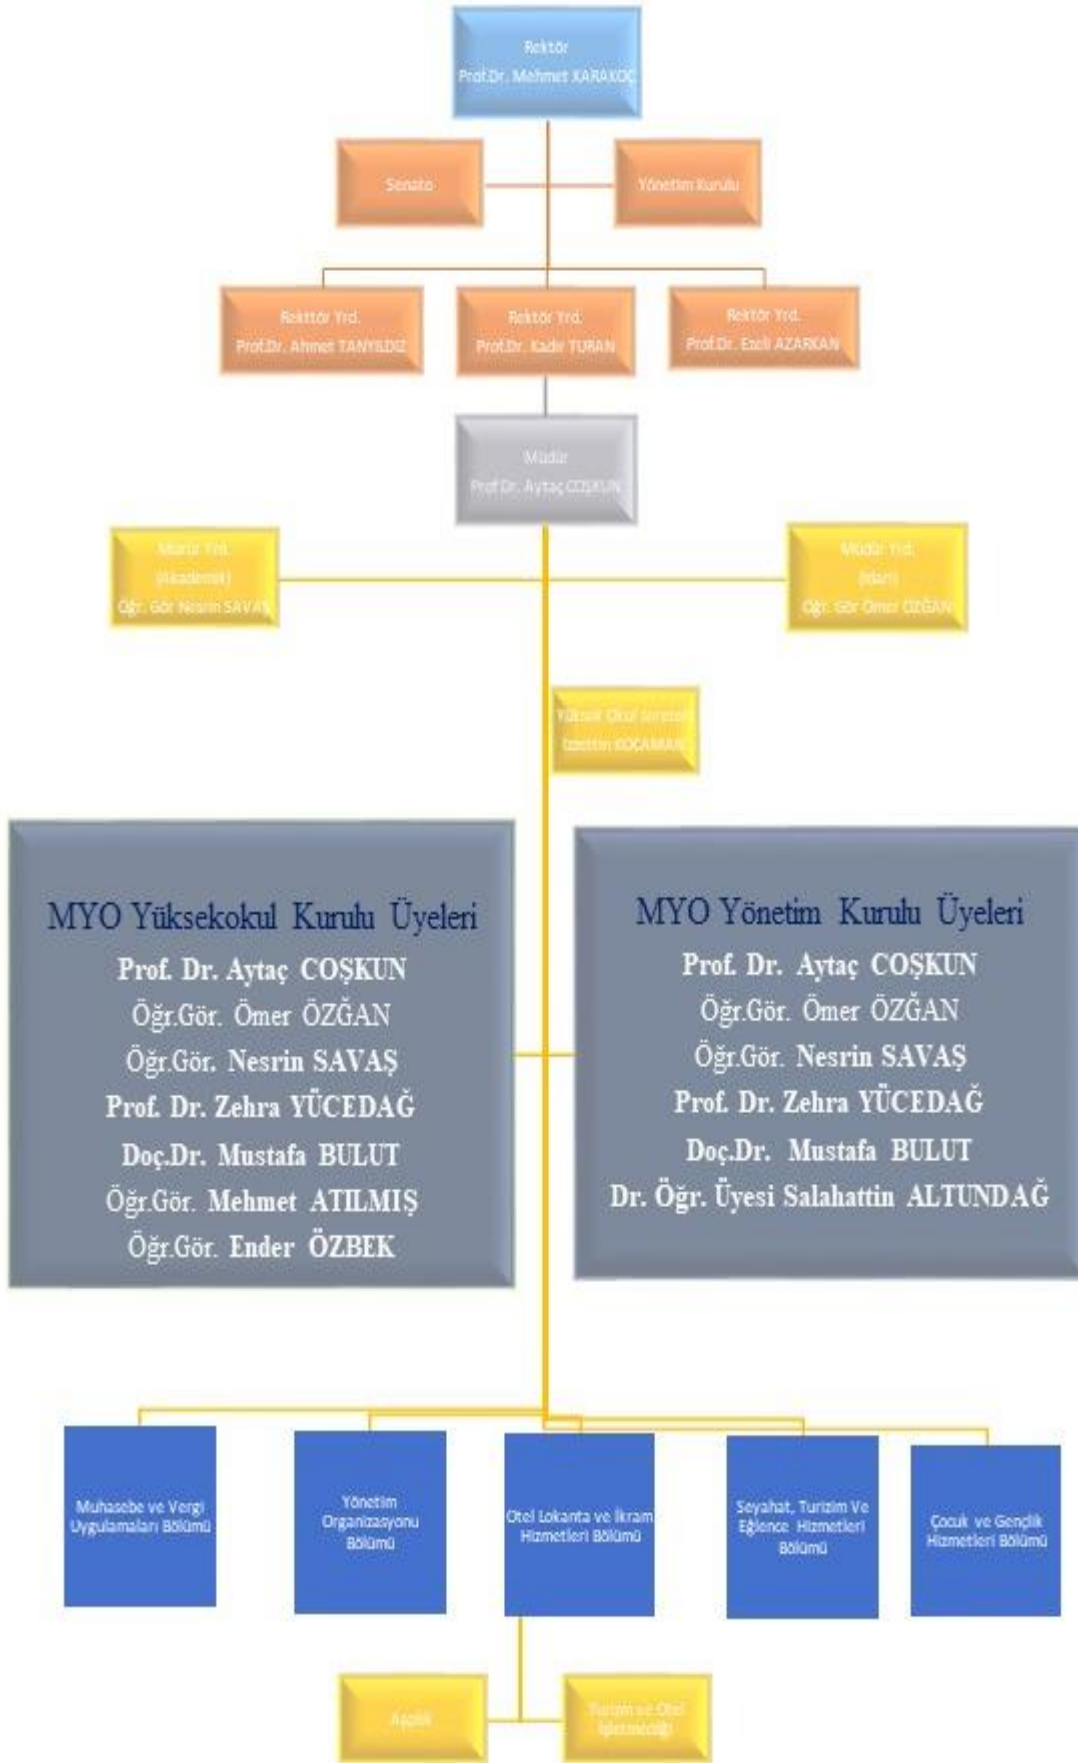 Rektör
Prof.Dr. Mehmet KARAKOÇ
Senato
Yönetim Kurulu
Rekttör Yrd.
Prof.Dr. Ahmet TANYILDIZ
Rektör Yrd.
Prof.Dr. Kadir TURAN
Rektör Yrd.
Prof.Dr. Ezeli AZARKAN
Müdür
Prof.Dr. Aytaç COŞKUN
Müdür Yrd.
(Akademik)
Öğr. Gör Nesrin SAVAŞ
Müdür Yrd.
(İdari)
Öğr. Gör Ömer ÖZĞAN
Yüksek Okul
İzzettin KOCAMAN
MYO Yüksekokul Kurulu Üyeleri
Prof. Dr. Aytaç COŞKUN
Öğr.Gör. Ömer ÖZĞAN
Öğr.Gör. Nesrin SAVAŞ
Prof. Dr. Zehra YÜCEDAĞ
Doç.Dr. Mustafa BULUT
Öğr.Gör. Mehmet ATILMIŞ
Öğr.Gör. Ender ÖZBEK
MYO Yönetim Kurulu Üyeleri
Prof. Dr. Aytaç COŞKUN
Öğr.Gör. Ömer ÖZĞAN
Öğr.Gör. Nesrin SAVAŞ
Prof. Dr. Zehra YÜCEDAĞ
Doç.Dr. Mustafa BULUT
Dr. Öğr. Üyesi Salahattin ALTUNDAĞ
Muhasebe ve Vergi
Uygulamaları Bölümü
Yönetim
Organizasyonu
Bölümü
Otel Lokanta ve İkram
Hizmetleri Bölümü
Seyahat, Turizim Ve
Eğlence Hizmetleri
Bölümü
Çocuk ve Gençlik
Hizmetleri Bölümü
Aşçılık
Turizm ve Otel
İşletmeciliği